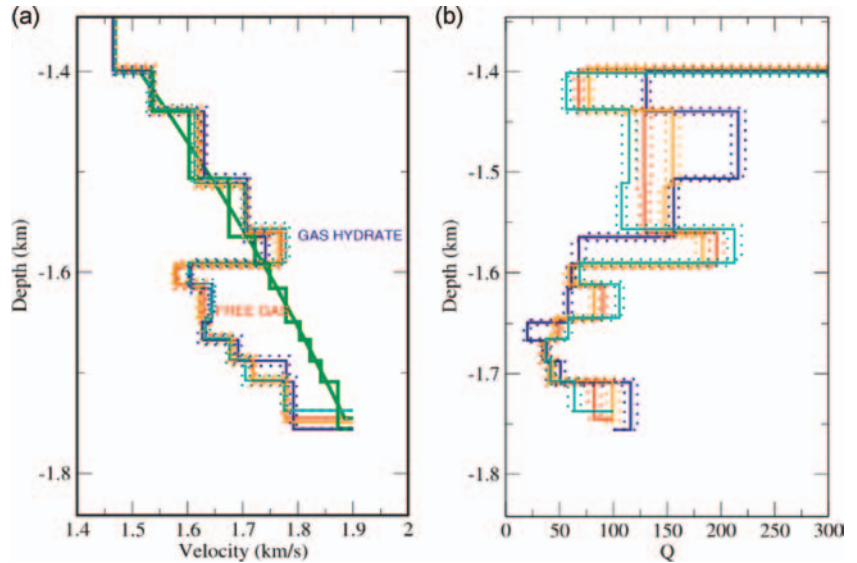 (a)
-1.4
-1.5
-1.6
-1.7
-1.8
Depth (km)
GAS HYDRATE
FREE GAS
1.4 1.5 1.6 1.7 1.8 1.9 2
Velocity (km/s)
(b)
-1.4
-1.5
-1.6
-1.7
-1.8
Depth (km)
0 50 100 150 200 250 300
Q